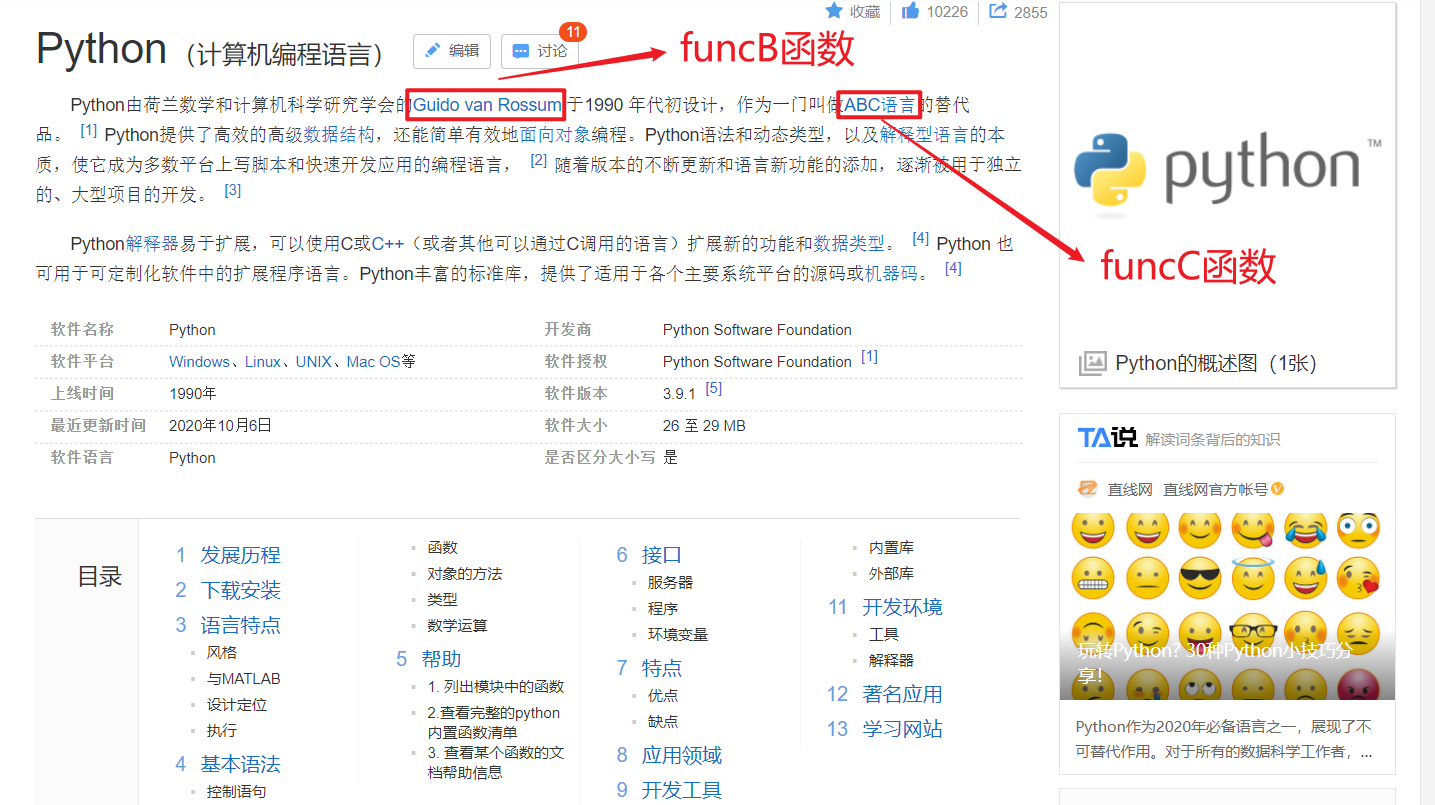 收藏 10226 2855
Python（计算机编程语言） 编辑 讨论 11
funcB函数
Python由荷兰数学和计算机科学研究学会的Guido van Rossum于1990 年代初设计，作为一门叫做ABC语言的替代
品。 [1] Python提供了高效的高级数据结构，还能简单有效地面向对象编程。Python语法和动态类型，以及解释型语言的本
质，使它成为多数平台上写脚本和快速开发应用的编程语言， [2] 随着版本的不断更新和语言新功能的添加，逐渐被用于独立
的、大型项目的开发。 [3]
Python解释器易于扩展，可以使用C或C++（或者其他可以通过C调用的语言）扩展新的功能和数据类型。 [4] Python 也
可用于可定制化软件中的扩展程序语言。Python丰富的标准库，提供了适用于各个主要系统平台的源码或机器码。 [4]
软件名称 Python 开发商 Python Software Foundation
软件平台 Windows、Linux、UNIX、Mac OS等 软件授权 Python Software Foundation [1]
上线时间 1990年 软件版本 3.9.1 [5]
最近更新时间 2020年10月6日 软件大小 26 至 29 MB
软件语言 Python 是否区分大小写 是
目录
1 发展历程
2 下载安装
3 语言特点
风格
与MATLAB
设计定位
执行
4 基本语法
控制语句
函数
对象的方法
类型
数学运算
5 帮助
1. 列出模块中的函数
2.查看完整的python
内置函数清单
3. 查看某个函数的文
档帮助信息
6 接口
服务器
程序
环境变量
7 特点
优点
缺点
8 应用领域
9 开发工具
内置库
外部库
11 开发环境
工具
解释器
12 著名应用
13 学习网站
python™
funcC函数
Python的概述图（1张）
TA说 解读词条背后的知识
直线网 直线网官方帐号
玩转Python？30种Python小技巧分
享！
Python作为2020年必备语言之一，展现了不
可替代作用。对于所有的数据科学工作者，...